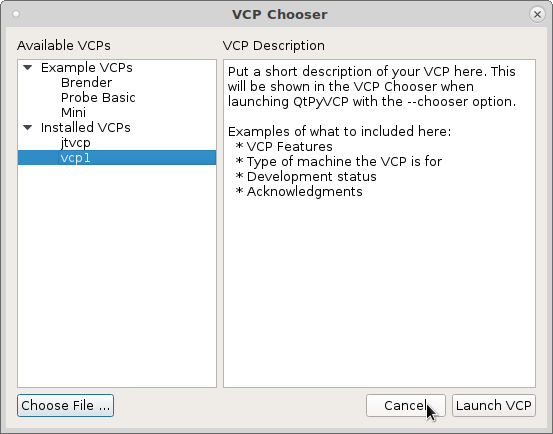 VCP Chooser
Available VCPs
Example VCPs
Brender
Probe Basic
Mini
Installed VCPs
jtvcp
vcp1
VCP Description
Put a short description of your VCP here. This
will be shown in the VCP Chooser when
launching QtPyVCP with the --chooser option.
Examples of what to included here:
* VCP Features
* Type of machine the VCP is for
* Development status
* Acknowledgments
Choose File ...
Cancel
Launch VCP